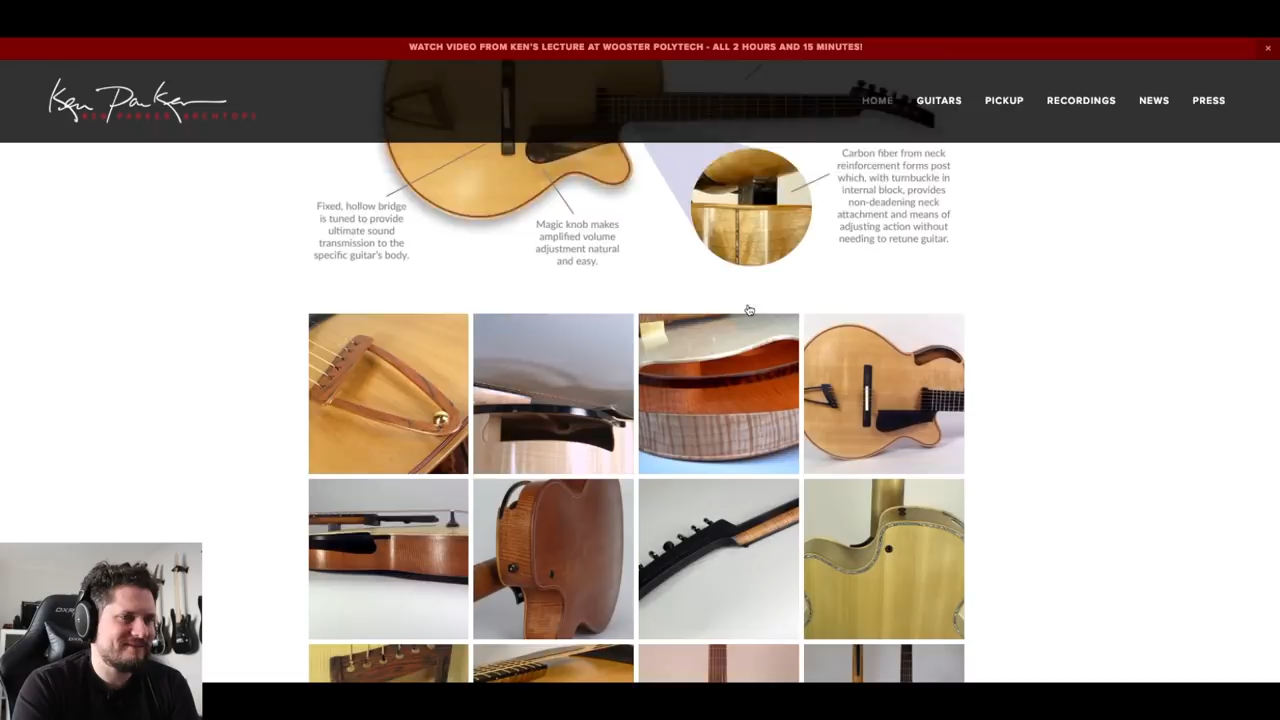 WATCH VIDEO FROM KEN'S LECTURE AT WOOSTER POLYTECH - ALL 2 HOURS AND 15 MINUTES!
×
Ken Parker
KEN PARKER ARCHTOPS
HOME
GUITARS
PICKUP
RECORDINGS
NEWS
PRESS
Fixed, hollow bridge
is tuned to provide
ultimate sound
transmission to the
specific guitar's body.
Magic knob makes
amplified volume
adjustment natural
and easy.
Carbon fiber from neck
reinforcement forms post
which, with turnbuckle in
internal block, provides
non-deadening neck
attachment and means of
adjusting action without
needing to retune guitar.